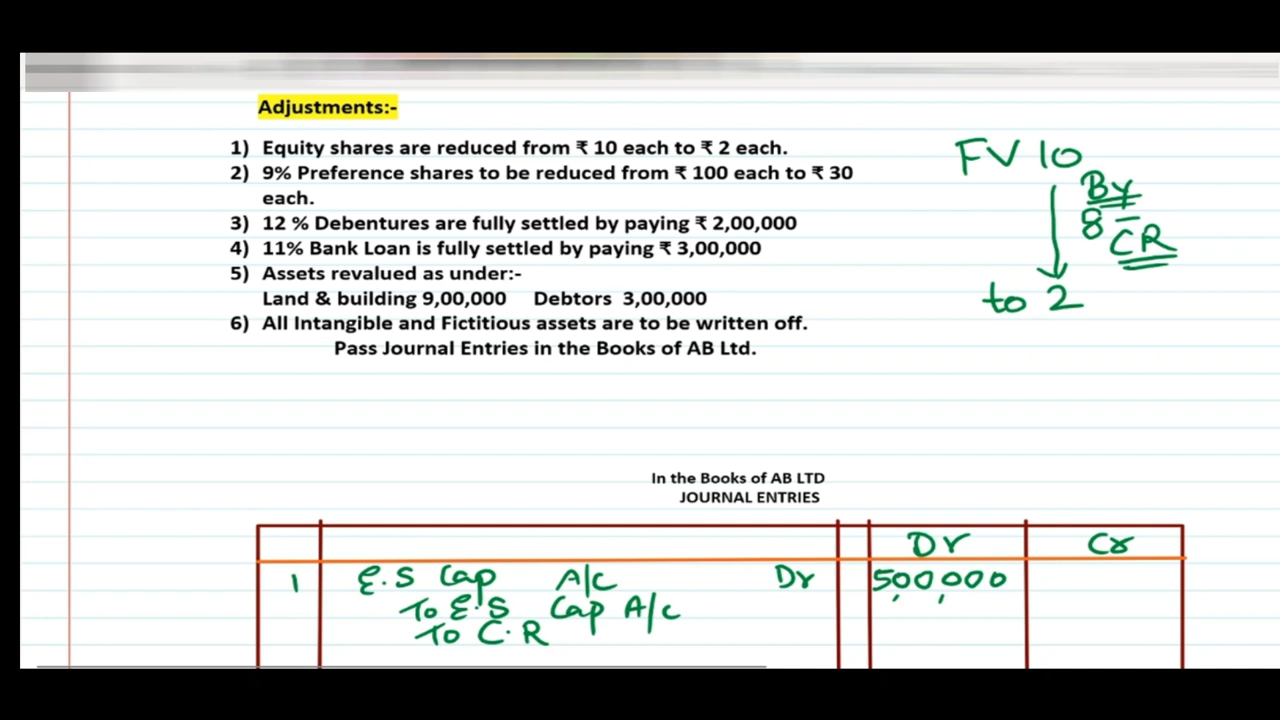 Adjustments:-
1) Equity shares are reduced from ₹ 10 each to ₹ 2 each.
2) 9% Preference shares to be reduced from ₹ 100 each to ₹ 30
each.
3) 12 % Debentures are fully settled by paying ₹ 2,00,000
4) 11% Bank Loan is fully settled by paying ₹ 3,00,000
5) Assets revalued as under:-
Land & building 9,00,000 Debtors 3,00,000
6) All Intangible and Fictitious assets are to be written off.
Pass Journal Entries in the Books of AB Ltd.
FV 10
By
8
CR
to 2
In the Books of AB LTD
JOURNAL ENTRIES
Dr Cr
1 E.S Cap A/c Dr 5,00,000
To E.S Cap A/c
To C.R